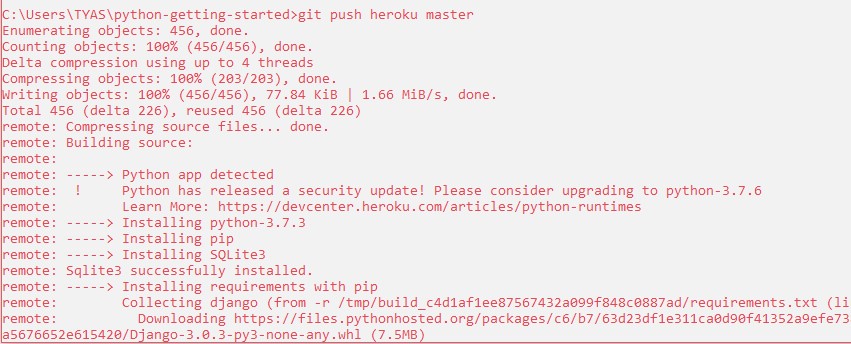 C:\Users\TYAS\python-getting-started>git push heroku master
Enumerating objects: 456, done.
Counting objects: 100% (456/456), done.
Delta compression using up to 4 threads
Compressing objects: 100% (203/203), done.
Writing objects: 100% (456/456), 77.84 KiB | 1.66 MiB/s, done.
Total 456 (delta 226), reused 456 (delta 226)
remote: Compressing source files... done.
remote: Building source:
remote:
remote: -----> Python app detected
remote:  !     Python has released a security update! Please consider upgrading to python-3.7.6
remote:        Learn More: https://devcenter.heroku.com/articles/python-runtimes
remote: -----> Installing python-3.7.3
remote: -----> Installing pip
remote: -----> Installing SQLite3
remote: Sqlite3 successfully installed.
remote: -----> Installing requirements with pip
remote:        Collecting django (from -r /tmp/build_c4d1af1ee87567432a099f848c0887ad/requirements.txt (li
remote:          Downloading https://files.pythonhosted.org/packages/c6/b7/63d23df1e311ca0d90f41352a9efe73
a5676652e615420/Django-3.0.3-py3-none-any.whl (7.5MB)